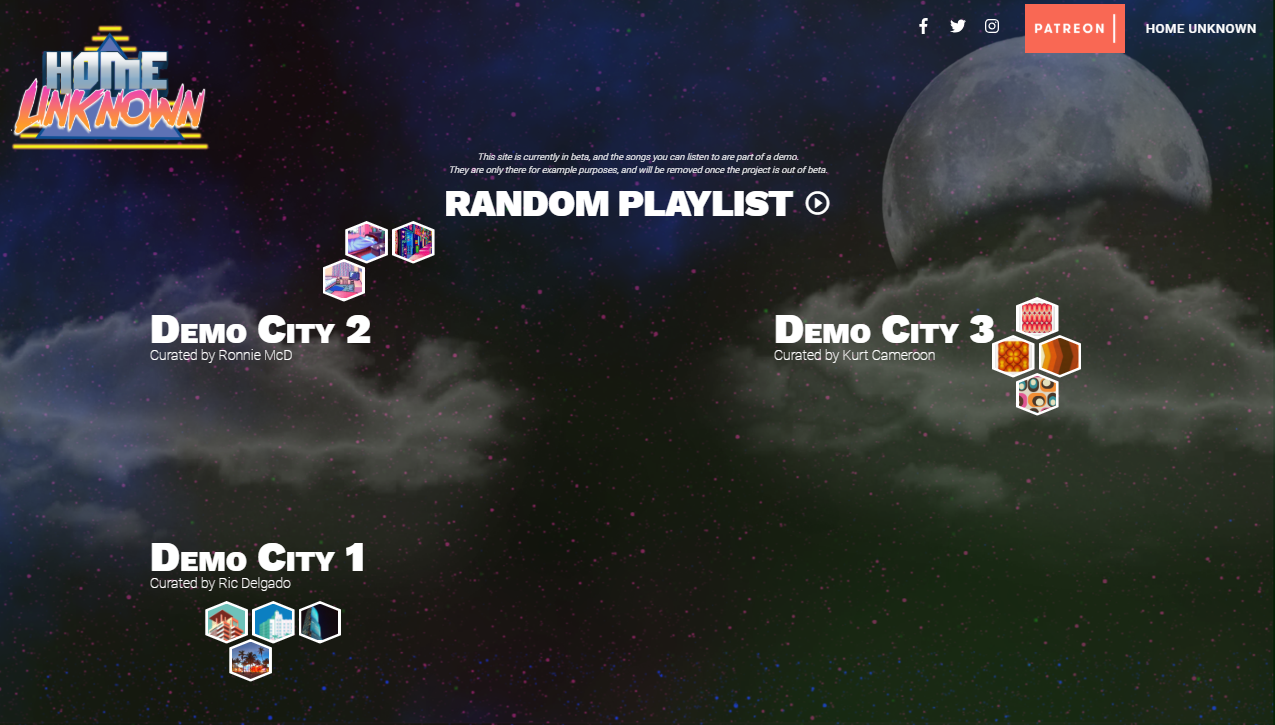 HOME
UNKNOWN
PATREON
HOME UNKNOWN
This site is currently in beta, and the songs you can listen to are part of a demo.
They are only there for example purposes, and will be removed once the project is out of beta.
RANDOM PLAYLIST
Demo City 2
Curated by Ronnie McD
Demo City 3
Curated by Kurt Cameroon
Demo City 1
Curated by Ric Delgado